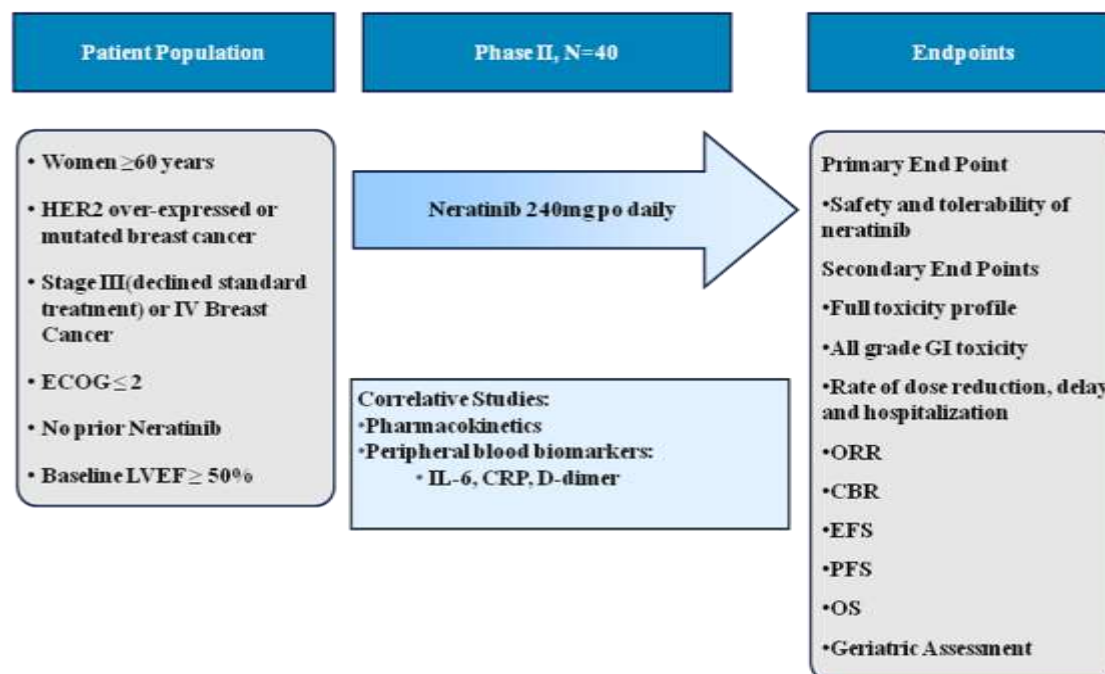 Patient Population
Phase II, N=40
Endpoints
• Women ≥60 years
• HER2 over-expressed or
mutated breast cancer
• Stage III(declined standard
treatment) or IV Breast
Cancer
• ECOG ≤ 2
• No prior Neratinib
• Baseline LVEF ≥ 50%
Neratinib 240mg po daily
Correlative Studies:
•Pharmacokinetics
•Peripheral blood biomarkers:
• IL-6, CRP, D-dimer
Primary End Point
•Safety and tolerability of
neratinib
Secondary End Points
•Full toxicity profile
•All grade GI toxicity
•Rate of dose reduction, delay
and hospitalization
•ORR
•CBR
•EFS
•PFS
•OS
•Geriatric Assessment